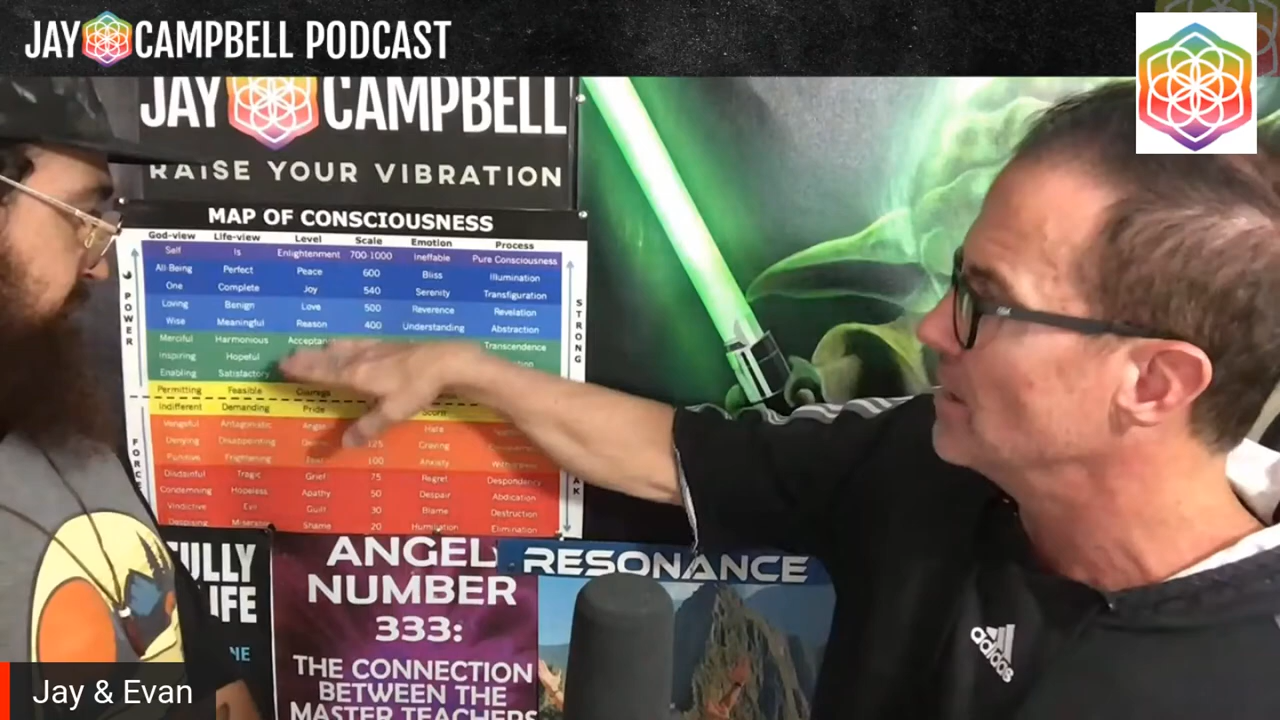 JAY CAMPBELL PODCAST
JAY CAMPBELL
RAISE YOUR VIBRATION
MAP OF CONSCIOUSNESS
God-view Life-view Level Scale Emotion Process
Self Is Enlightenment 700-1000 Ineffable Pure Consciousness
All-Being Perfect Peace 600 Bliss Illumination
One Complete Joy 540 Serenity Transfiguration
Loving Benign Love 500 Reverence Revelation
Wise Meaningful Reason 400 Understanding Abstraction
Merciful Harmonious Transcendence
Inspiring Hopeful
Enabling Satisfactory
Permitting Feasible
Indifferent Demanding Pride Scorn
Vengeful Antagonistic Hate
Denying Disappointing 125 Craving
Punitive Frightening 100 Anxiety
Disdainful Tragic Grief 75 Regret Despondency
Condemning Hopeless Apathy 50 Despair Abdication
Vindictive Evil Guilt 30 Blame Destruction
Despising Shame 20 Humiliation Elimination
POWER
STRONG
ANGEL
NUMBER
333:
THE CONNECTION
BETWEEN THE
MASTER TEACHERS
RESONANCE
adidas
Jay & Evan